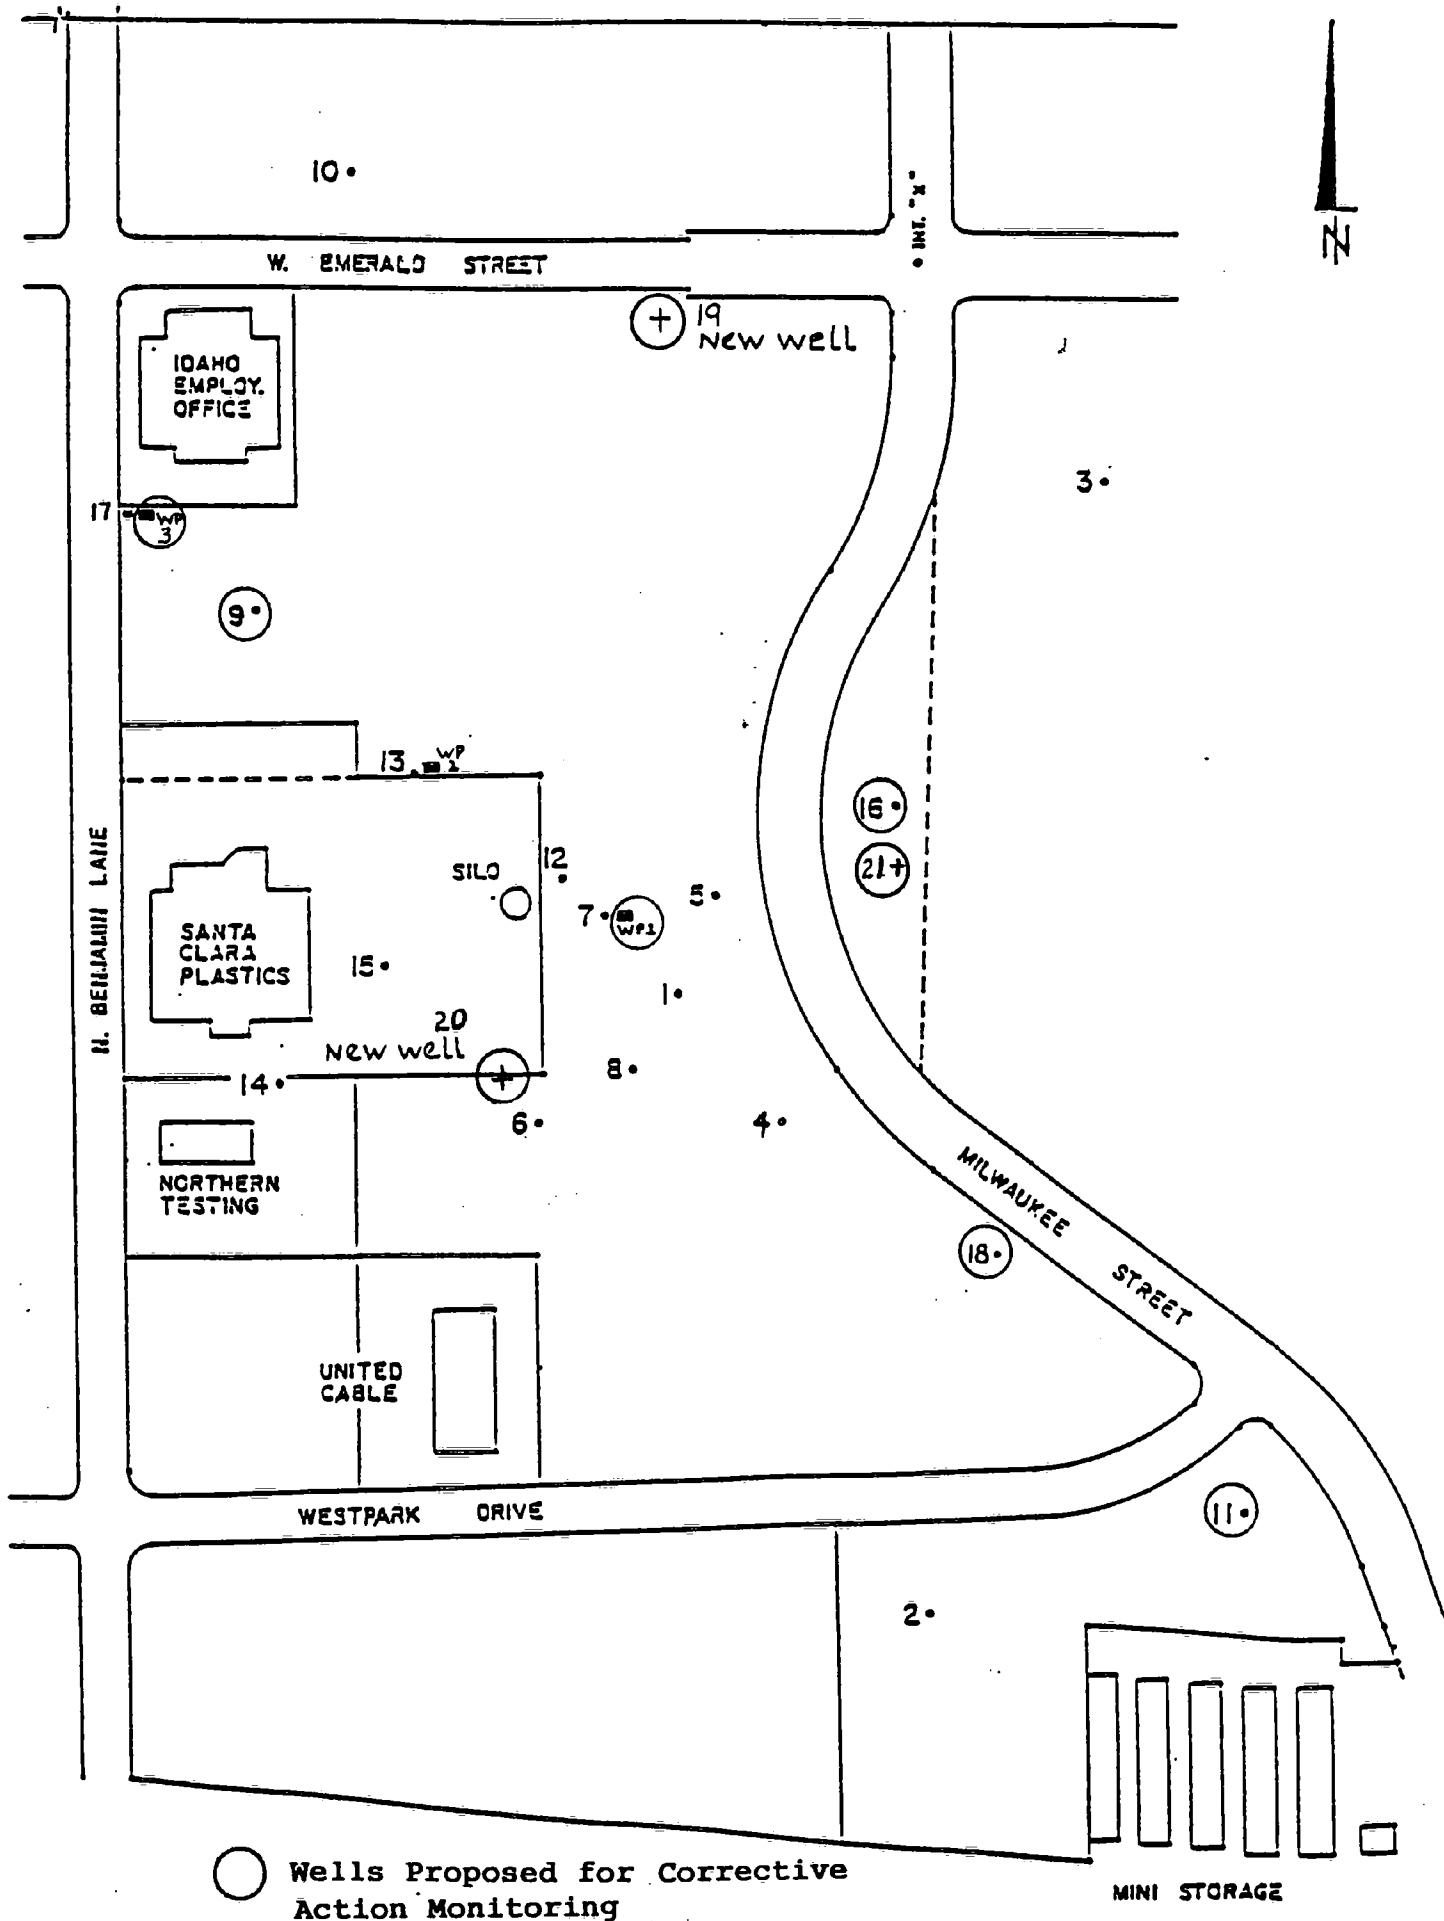 10
INT. "X"
W. EMERALD STREET
N
19
New well
IDAHO
EMPLOY.
OFFICE
3
17
WP
3
9
13
WP
2
N. BENJAMIN LANE
SILO
12
16
21
5
7
WP1
SANTA
CLARA
PLASTICS
15
1
20
New well
14
8
6
4
NORTHERN
TESTING
MILWAUKEE STREET
18
UNITED
CABLE
WESTPARK DRIVE
11
2
Wells Proposed for Corrective
Action Monitoring
MINI STORAGE